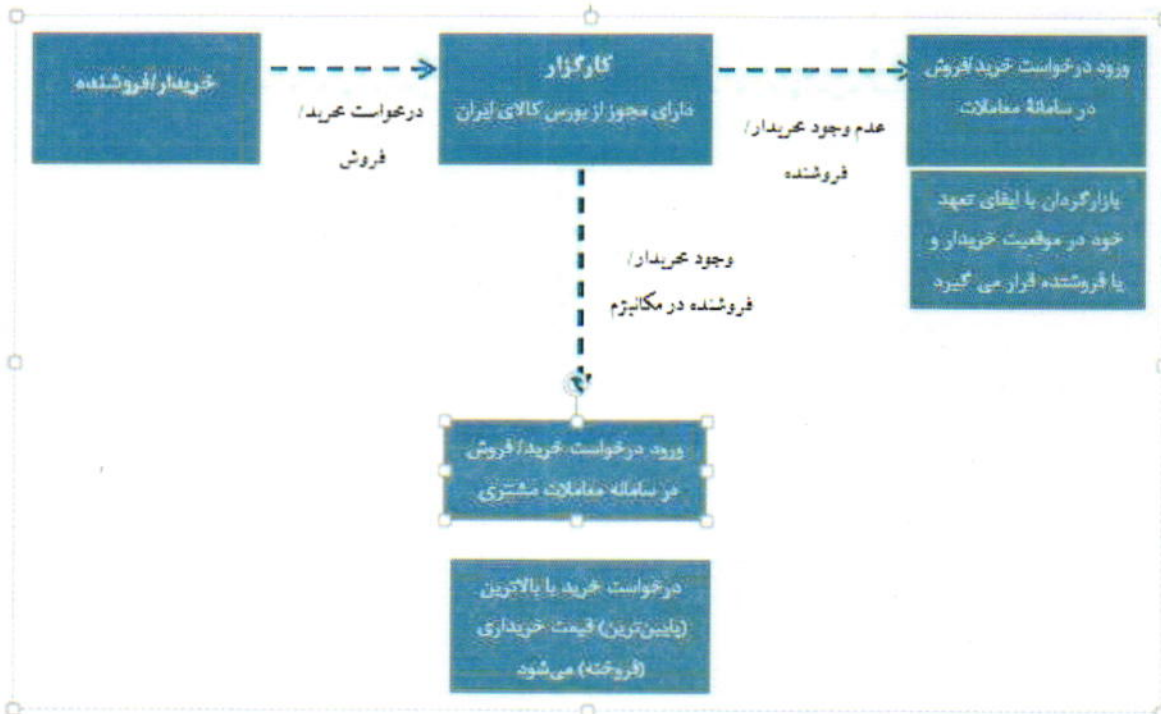 خریدار/فروشنده
درخواست خرید/
فروش
کارگزار
دارای مجوز از بورس کالای ایران
عدم وجود خریدار/
فروشنده
ورود درخواست خرید/فروش
در سامانهٔ معاملات
بازارگردان با ایفای تعهد
خود در موقعیت خریدار و
یا فروشنده قرار می گیرد
وجود خریدار/
فروشنده در مکانیزم
ورود درخواست خرید/فروش
در سامانه معاملات مشتری
درخواست خرید با بالاترین
(پایین‌ترین) قیمت خریداری
(فروخته) می‌شود